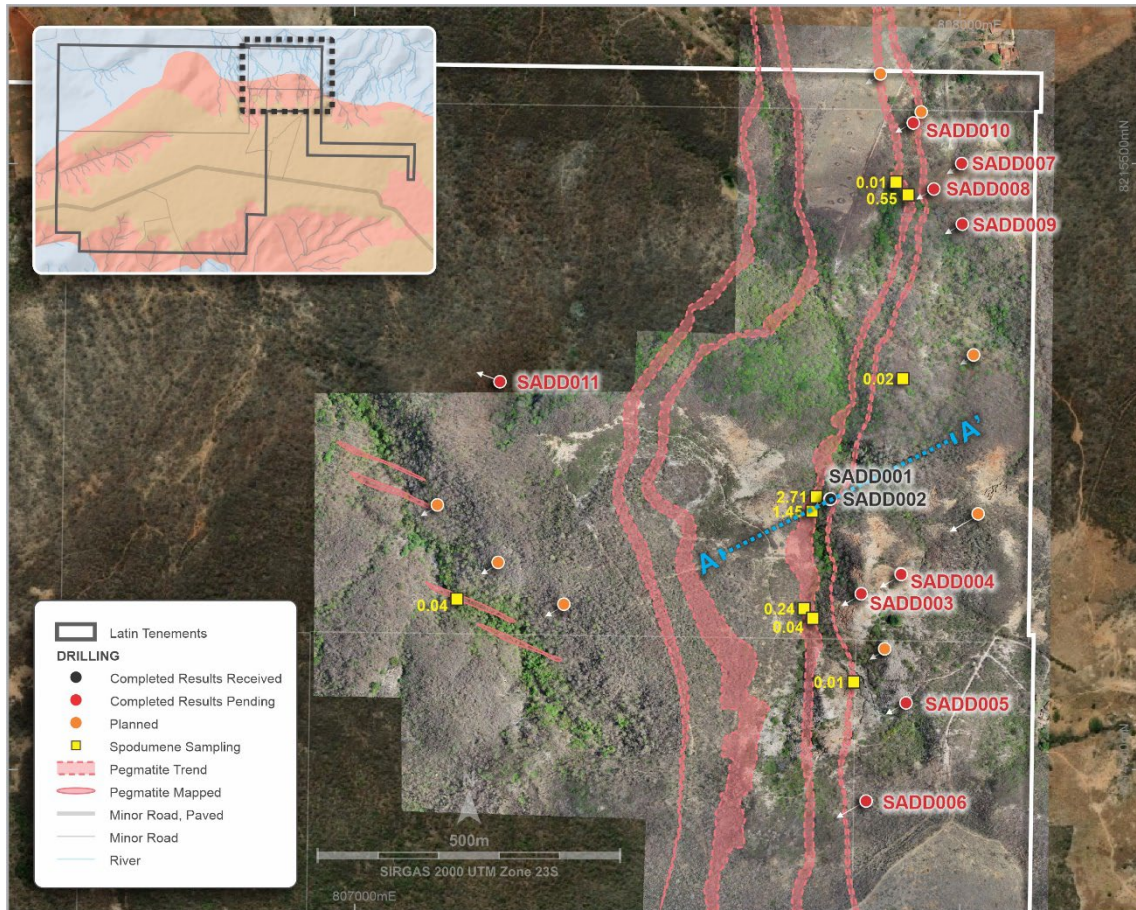 808000mE
8215500mN
SADD010
SADD007
0.01
SADD008
0.55
SADD009
SADD011
0.02
A'
SADD001
2.71
SADD002
1.45
A
SADD004
SADD003
0.04
0.24
0.04
0.01
SADD005
SADD006
Latin Tenements
DRILLING
Completed Results Received
Completed Results Pending
Planned
Spodumene Sampling
Pegmatite Trend
Pegmatite Mapped
Minor Road, Paved
Minor Road
River
500m
SIRGAS 2000 UTM Zone 23S
807000mE